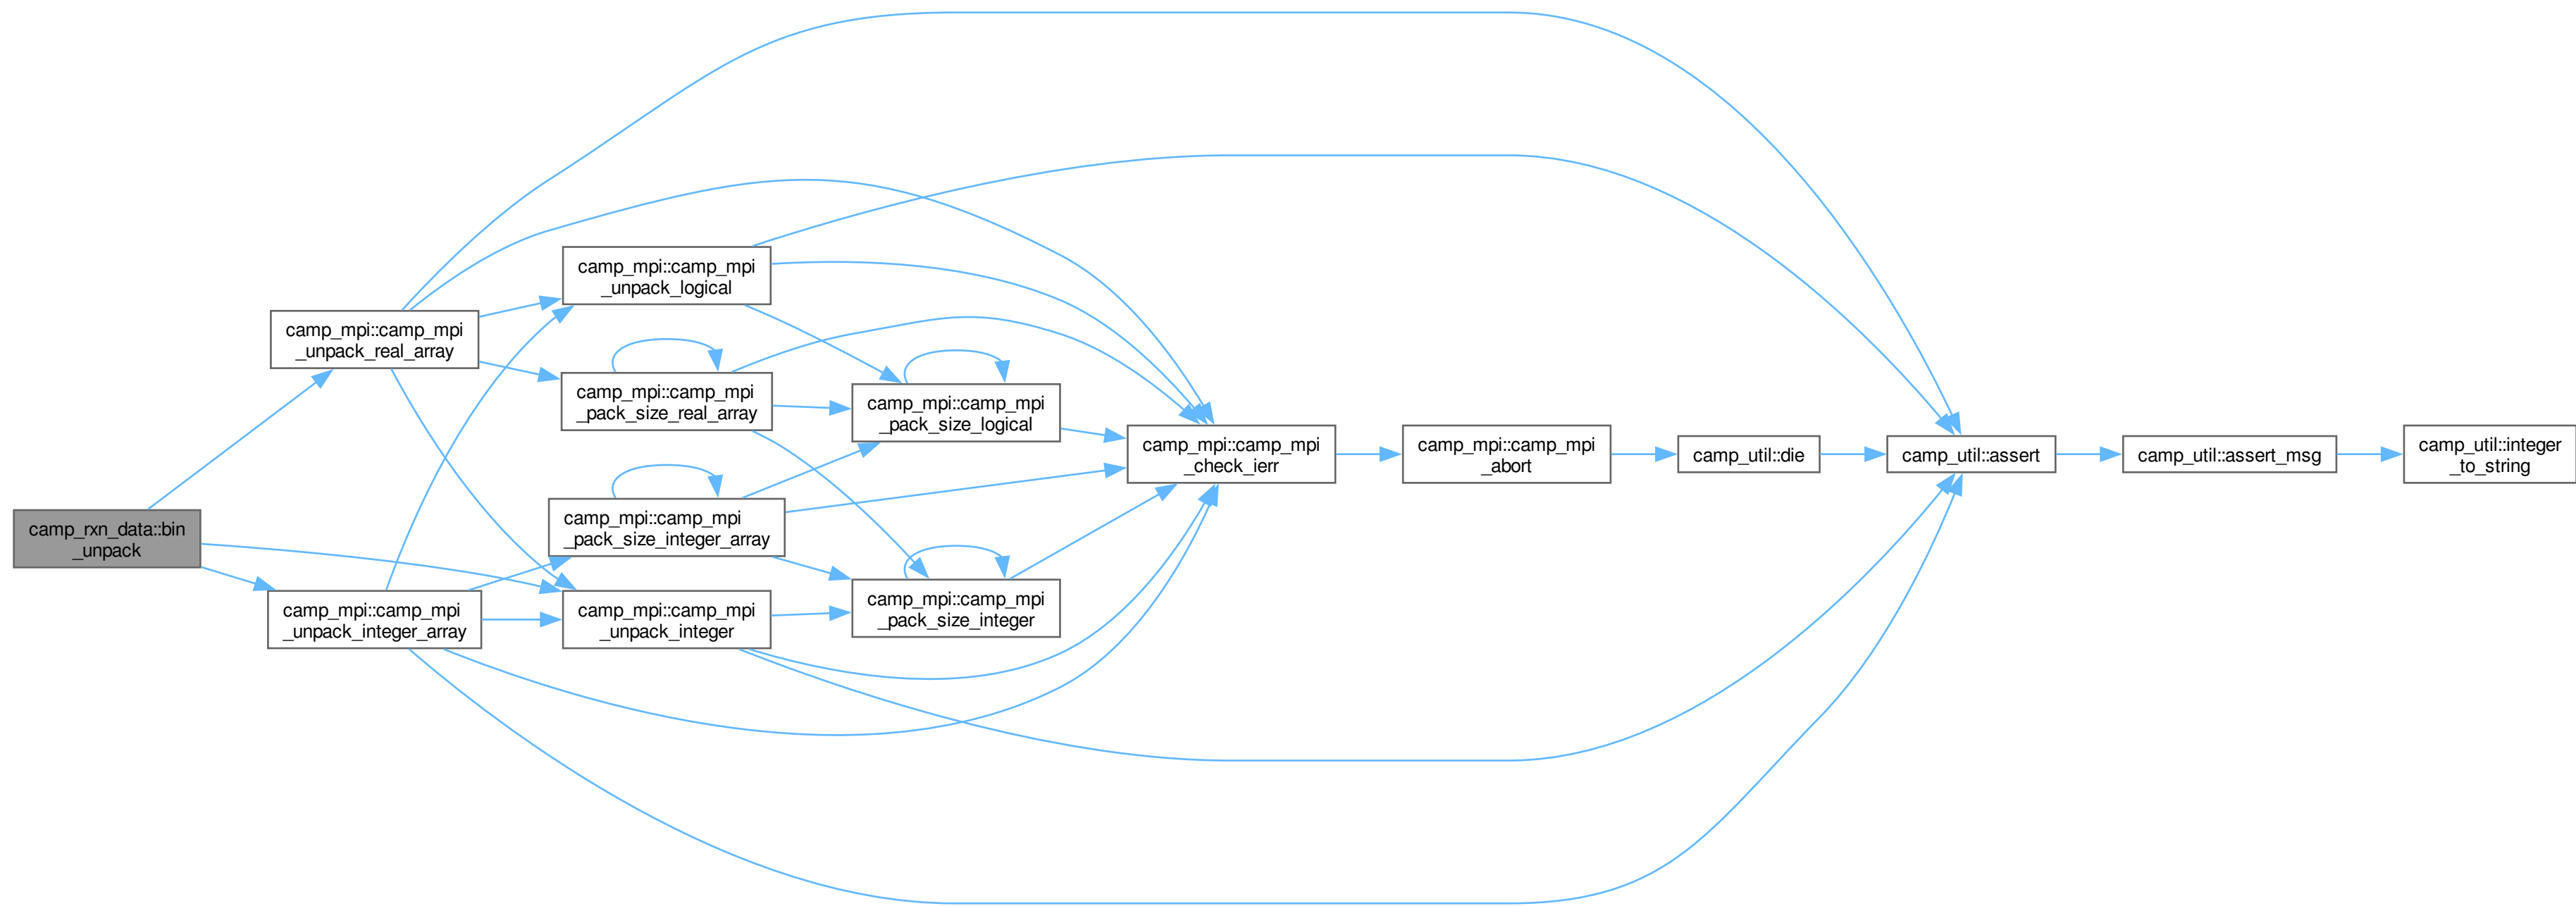 camp_rxn_data::bin
_unpack
camp_mpi::camp_mpi
_unpack_real_array
camp_mpi::camp_mpi
_unpack_integer_array
camp_mpi::camp_mpi
_unpack_logical
camp_mpi::camp_mpi
_pack_size_real_array
camp_mpi::camp_mpi
_pack_size_integer_array
camp_mpi::camp_mpi
_unpack_integer
camp_mpi::camp_mpi
_pack_size_logical
camp_mpi::camp_mpi
_pack_size_integer
camp_mpi::camp_mpi
_check_ierr
camp_mpi::camp_mpi
_abort
camp_util::die
camp_util::assert
camp_util::assert_msg
camp_util::integer
_to_string